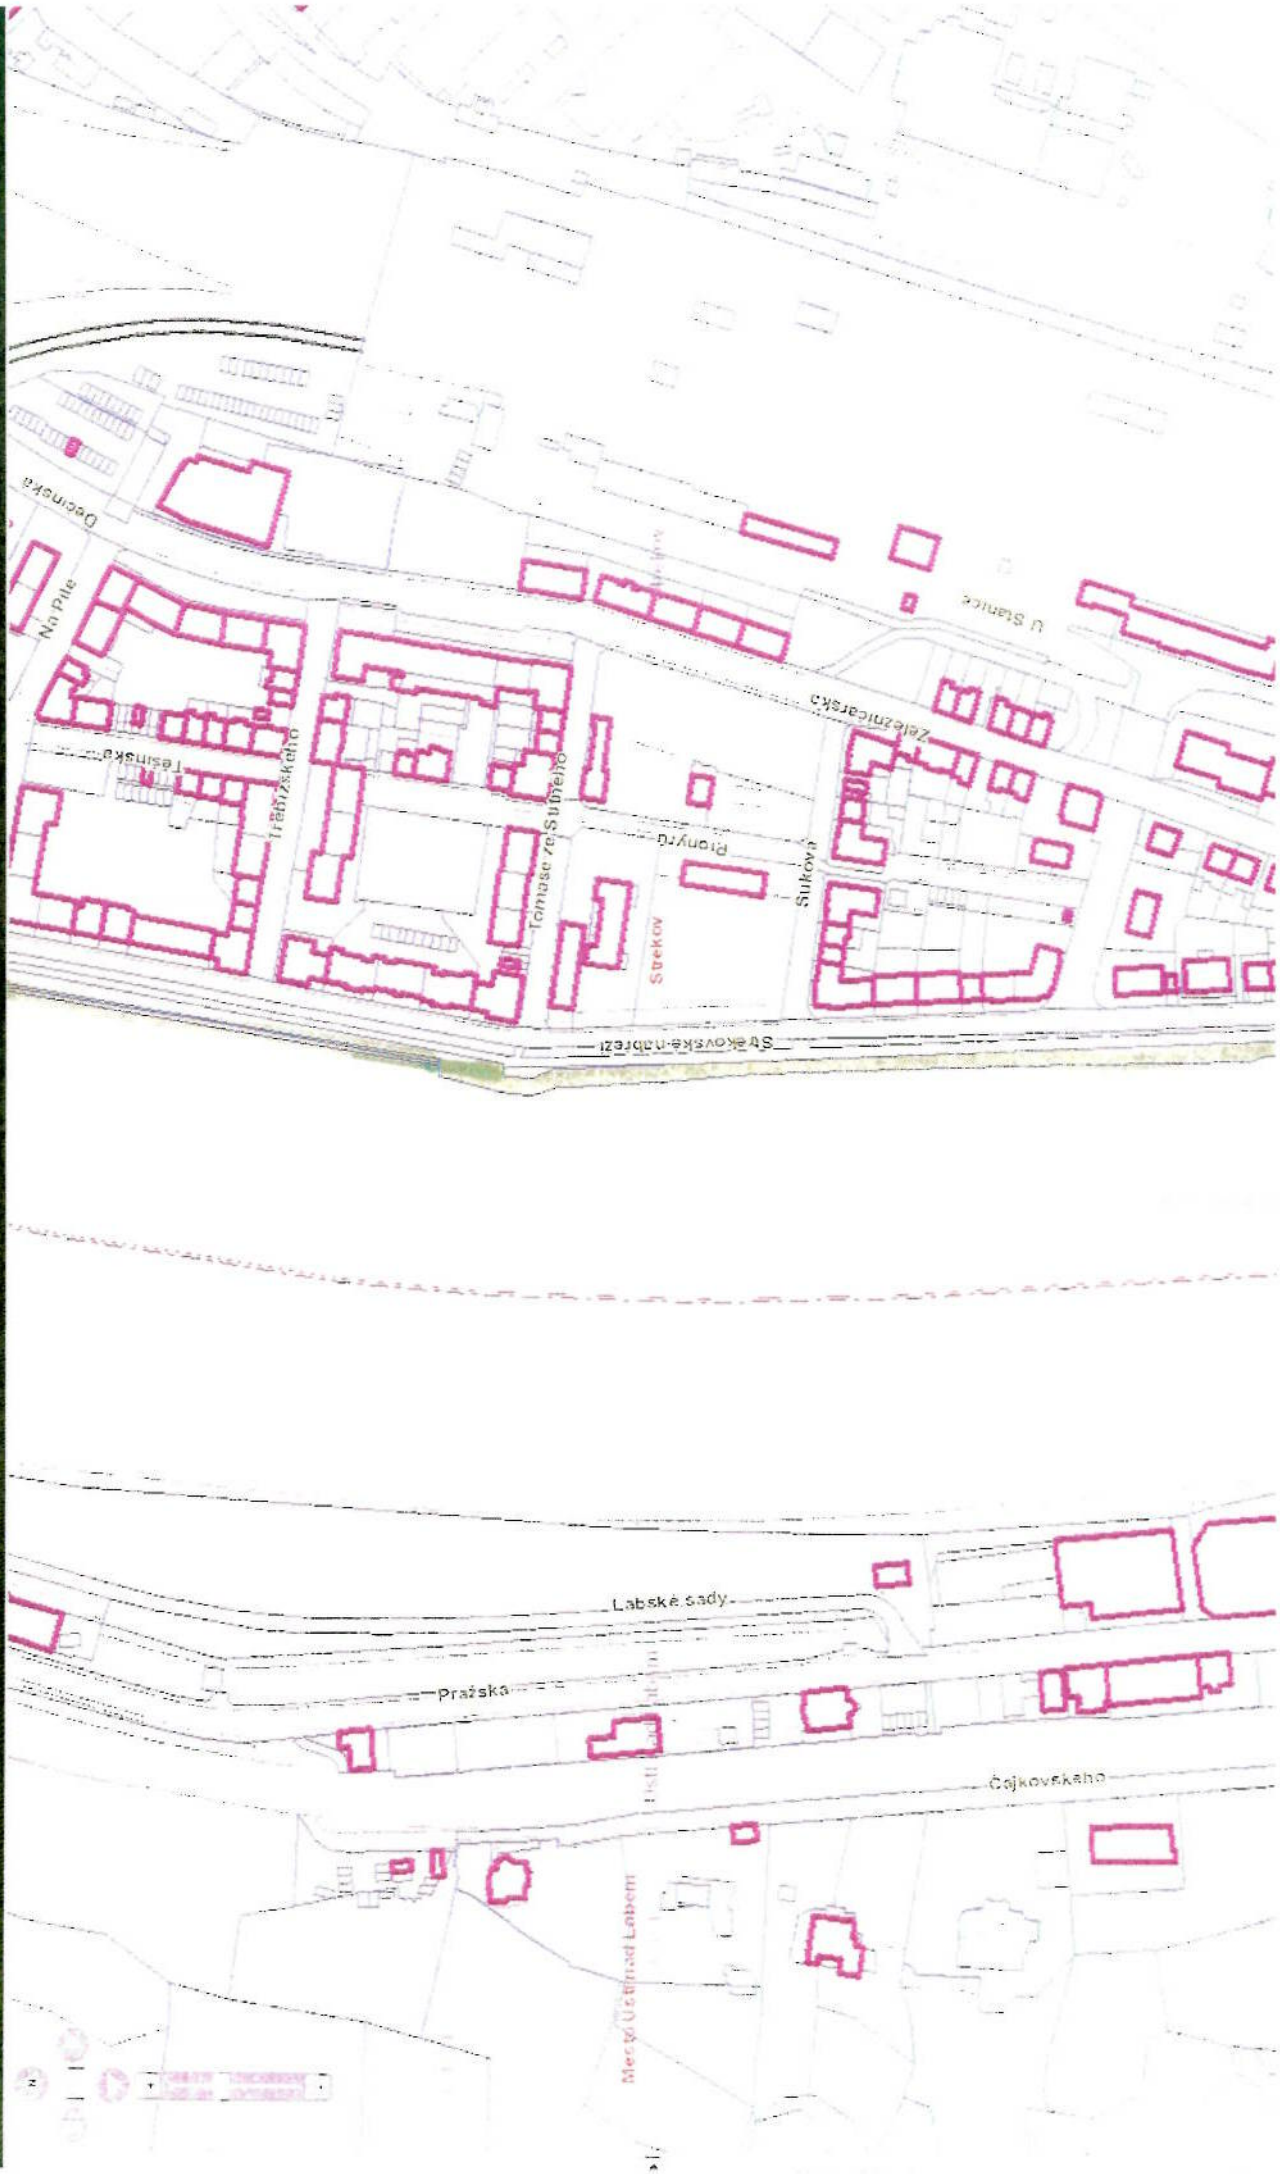 Děčínská
Na Pile
U Stanice
Železničářská
Těšínská
Třebízského
Tomáše ze Štítného
Pionýrů
Sukova
Střekov
Střekovské nábřeží
Labské sady
Pražská
Čajkovského
Město Ústí nad Labem
N